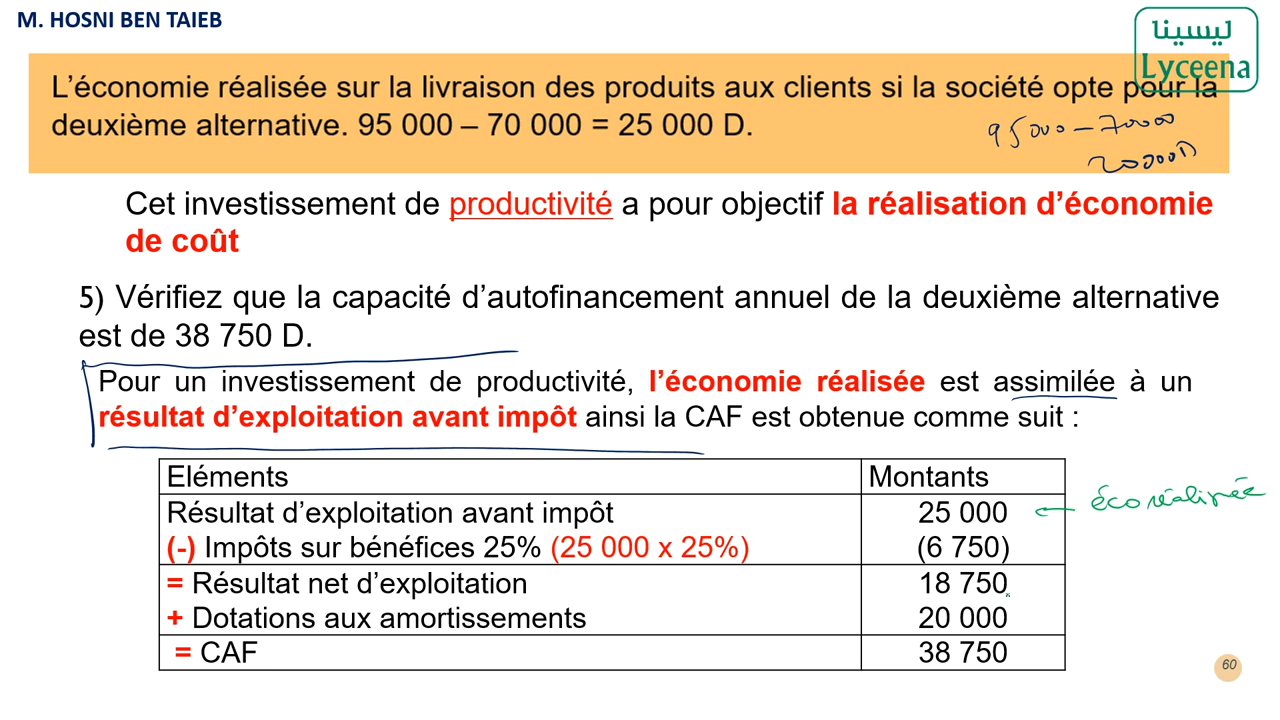 M. HOSNI BEN TAIEB
ليسينا
Lyceena
L'économie réalisée sur la livraison des produits aux clients si la société opte pour la
deuxième alternative. 95 000 – 70 000 = 25 000 D.
95 000 – 70000
20000D
Cet investissement de productivité a pour objectif la réalisation d'économie
de coût
5) Vérifiez que la capacité d'autofinancement annuel de la deuxième alternative
est de 38 750 D.
Pour un investissement de productivité, l'économie réalisée est assimilée à un
résultat d'exploitation avant impôt ainsi la CAF est obtenue comme suit :
Eléments Montants
Résultat d'exploitation avant impôt 25 000 ← éco réalisée
(-) Impôts sur bénéfices 25% (25 000 x 25%) (6 750)
= Résultat net d'exploitation 18 750
+ Dotations aux amortissements 20 000
= CAF 38 750
60